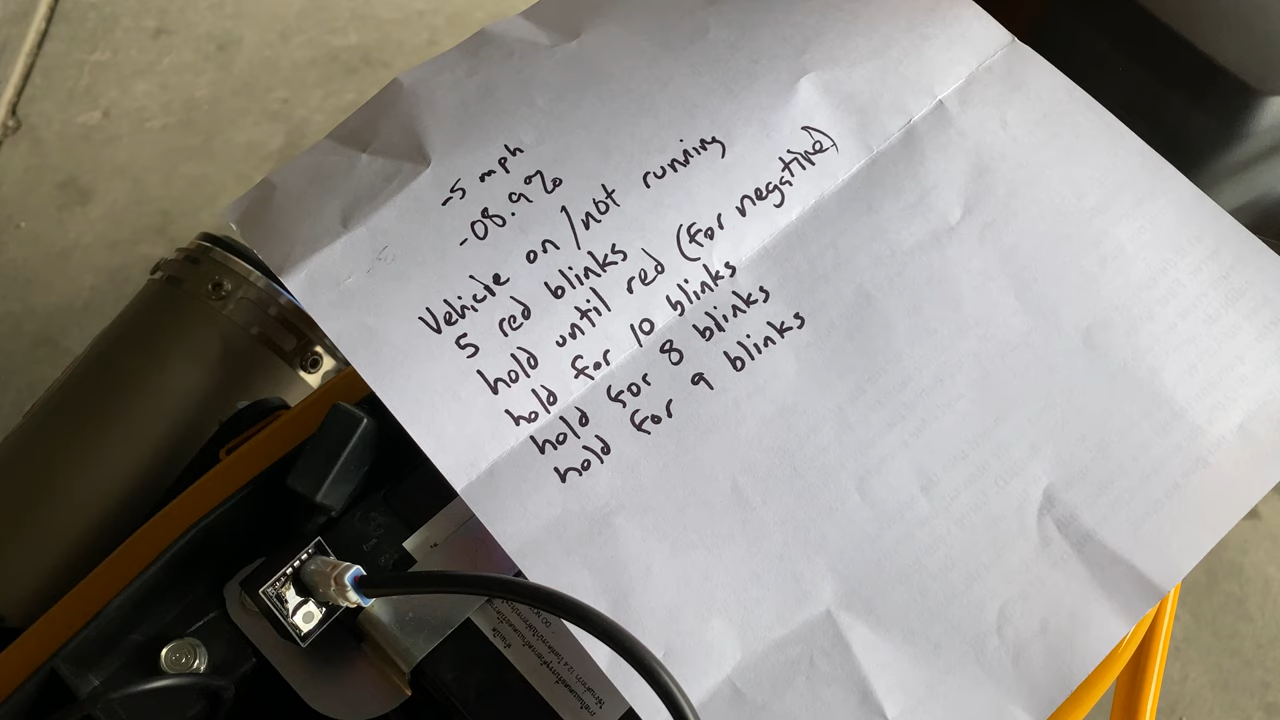 -5 mph
-08.9%
Vehicle on/not running
5 red blinks
hold until red (for negative)
hold for 10 blinks
hold for 8 blinks
hold for 9 blinks